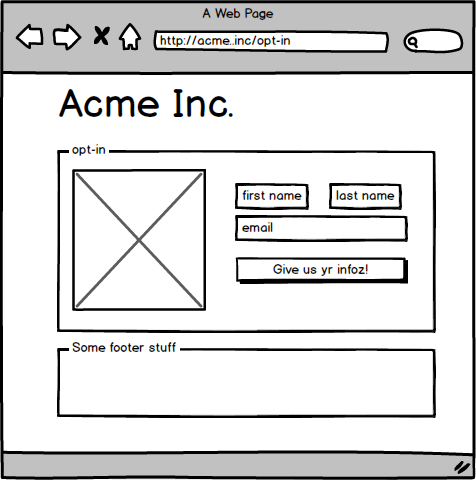 A Web Page
http://acme..inc/opt-in
Acme Inc.
opt-in
first name last name
email
Give us yr infoz!
Some footer stuff